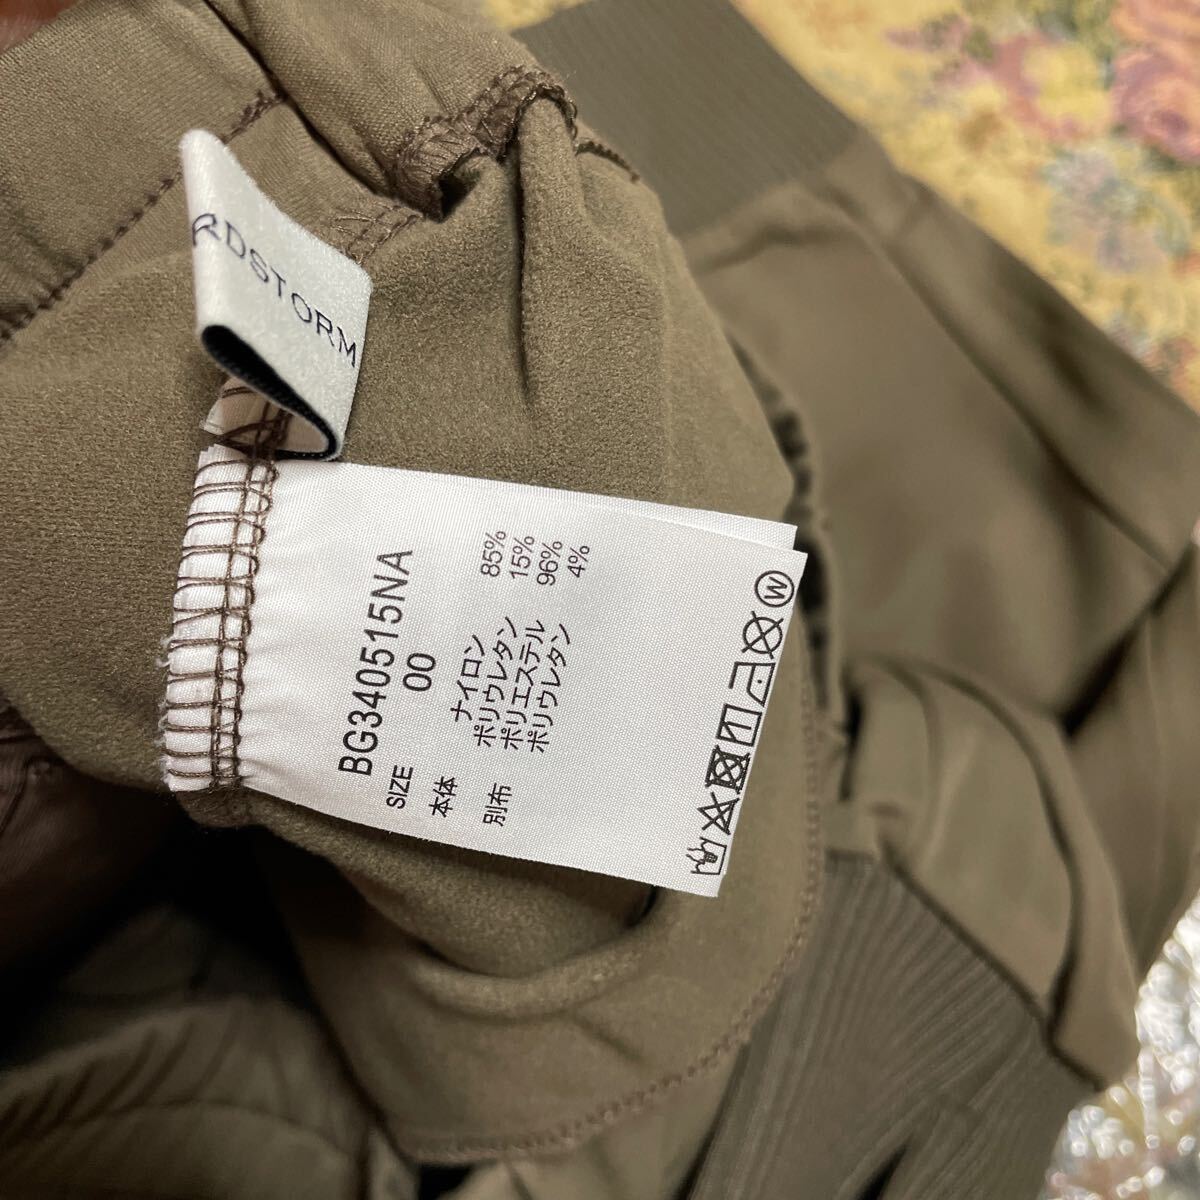 RDSTORM
BG340515NA
SIZE 00
本体 ナイロン 85%
ポリウレタン 15%
別布 ポリエステル 96%
ポリウレタン 4%
W